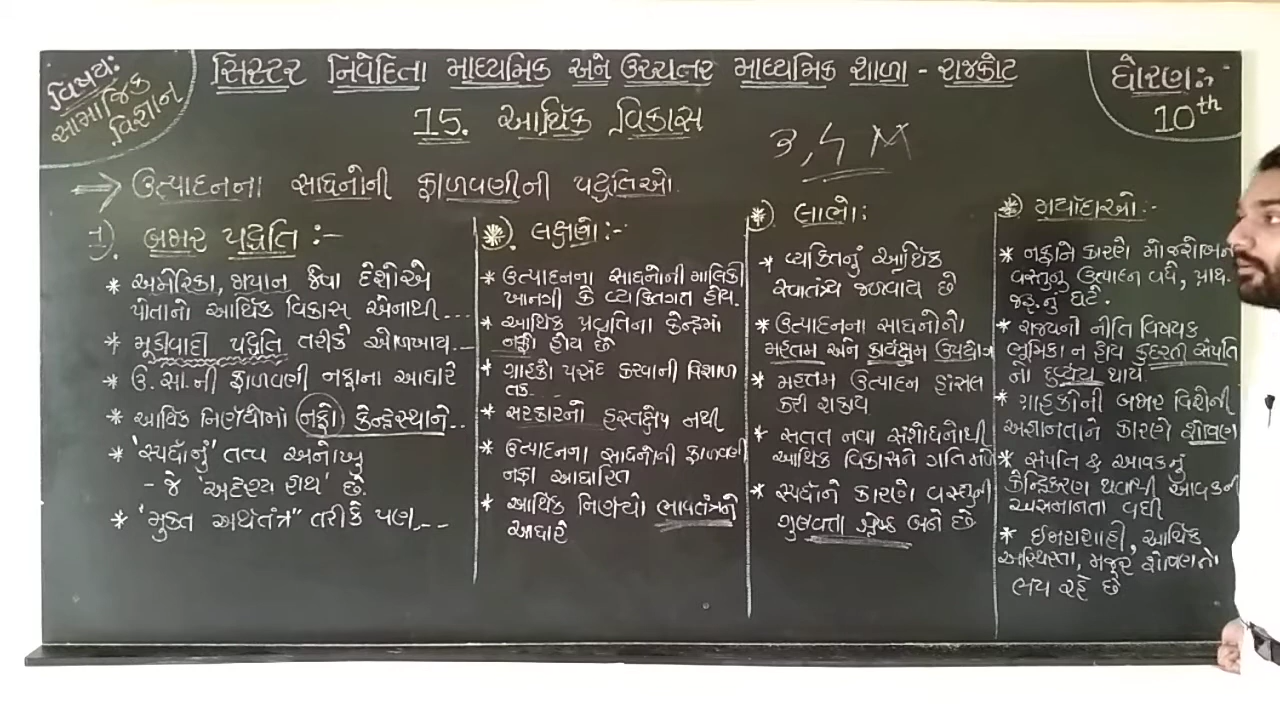 વિષય:
સામાજિક
વિજ્ઞાન
સિસ્ટર નિવેદિતા માધ્યમિક અને ઉચ્ચતર માધ્યમિક શાળા - રાજકોટ
ધોરણ:-
10th
15. આર્થિક વિકાસ
3,4 M
⇒ ઉત્પાદનના સાધનોની ફાળવણીની પદ્ધતિઓ.
1). બજાર પદ્ધતિ :-
* અમેરિકા, જાપાન જેવા દેશોએ
પોતાનો આર્થિક વિકાસ એનાથી...
* મૂડીવાદી પદ્ધતિ તરીકે ઓળખાય...
* ઉ. સા.ની ફાળવણી નફાના આધારે
* આર્થિક નિર્ણયોમાં નફો કેન્દ્રસ્થાને..
* 'સ્પર્ધાનું' તત્વ અનોખુ
- જે 'અદ્રશ્ય હાથ' છે.
* "મુક્ત અર્થતંત્ર" તરીકે પણ...
*). લક્ષણો:-
* ઉત્પાદનના સાધનોની માલિકી
ખાનગી કે વ્યક્તિગત હોય.
* આર્થિક પ્રવૃતિના કેન્દ્રમાં
નફો હોય છે
* ગ્રાહકો પસંદ કરવાની વિશાળ
તક...
* સરકારનો હસ્તક્ષેપ નથી
* ઉત્પાદનના સાધનોની ફાળવણી
નફા આધારિત
* આર્થિક નિર્ણયો ભાવતંત્રને
આધારે
*) લાભો:
* વ્યક્તિનું આર્થિક
સ્વાતંત્ર્ય જળવાય છે
* ઉત્પાદનના સાધનોનો
મહતમ અને કાર્યક્ષમ ઉપયોગ
* મહતમ ઉત્પાદન હાંસલ
કરી શકાય
* સતત નવા સંશોધનોથી
આર્થિક વિકાસને ગતિ મળે
* સ્પર્ધાને કારણે વસ્તુની
ગુણવત્તા શ્રેષ્ઠ બને છે
*) મર્યાદાઓ:-
* નફાને કારણે મોજશોખની
વસ્તુનુ ઉત્પાદન વધે, પ્રાથ.
જરૂ.નું ઘટે.
* રાજ્યની નીતિ વિષયક
ભૂમિકા ન હોય કુદરતી સંપતિ
નો દુર્વ્યય થાય
* ગ્રાહકોની બજાર વિશેની
અજ્ઞાનતાને કારણે શોષણ
* સંપતિ & આવકનું
કેન્દ્રિકરણ થવાથી આવકની
અસમાનતા વધી
* ઈજારાશાહી, આર્થિક
અસ્થિરતા, મજૂર શોષણનો
ભય રહે છે